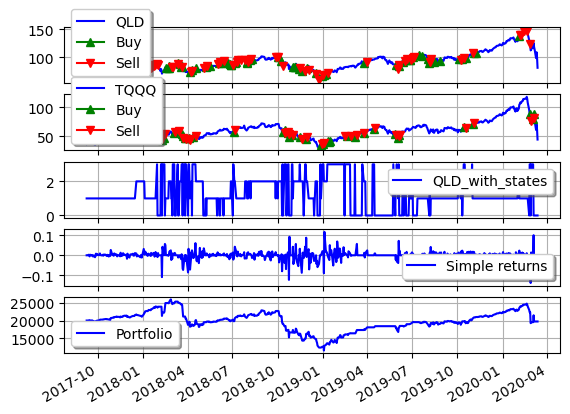 150
100
QLD
Buy
Sell
100
50
TQQQ
Buy
Sell
2
0
QLD_with_states
0.1
0.0
−0.1
Simple returns
25000
20000
15000
Portfolio
2017-10
2018-01
2018-04
2018-07
2018-10
2019-01
2019-04
2019-07
2019-10
2020-01
2020-04